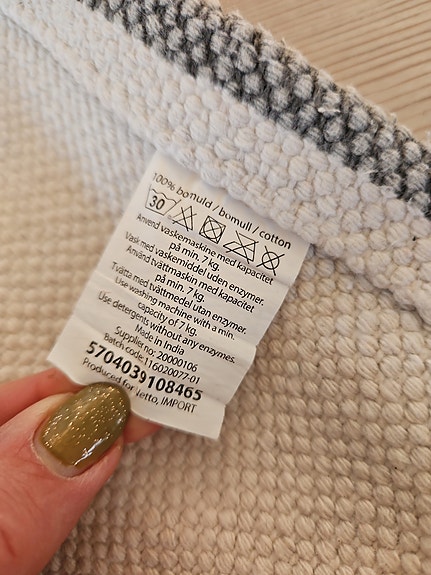 100% bomuld / bomull / cotton
30
Anvend vaskemaskine med kapacitet
på min. 7 kg.
Vask med vaskemiddel uden enzymer.
Använd tvättmaskin med kapacitet
på min. 7 kg.
Tvätta med tvättmedel utan enzymer.
Use washing machine with a min.
capacity of 7 kg.
Use detergents without any enzymes.
Made in India
Supplier no: 20000106
Batch code: 116020077-01
5704039108465
Produced for Jetto, IMPORT